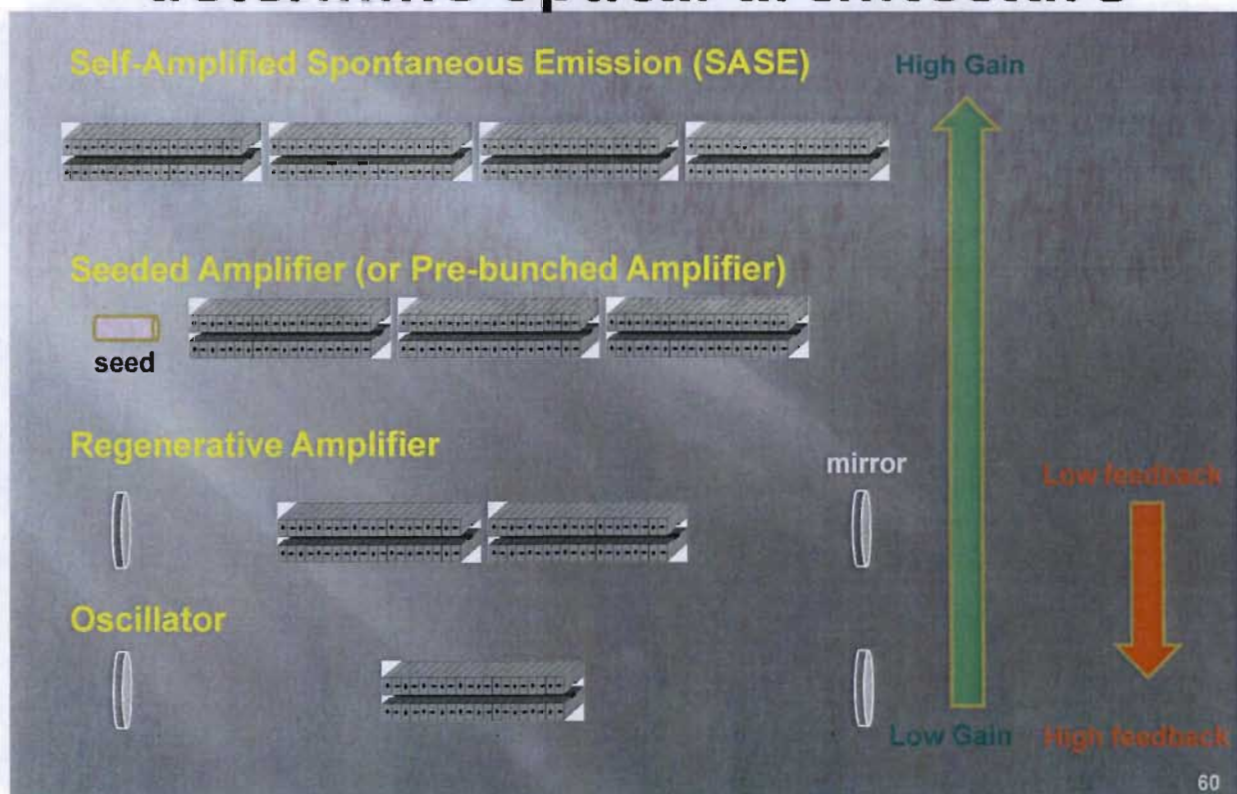 Self-Amplified Spontaneous Emission (SASE)
High Gain
Seeded Amplifier (or Pre-bunched Amplifier)
seed
Regenerative Amplifier
mirror
Low feedback
Oscillator
Low Gain
High feedback
60